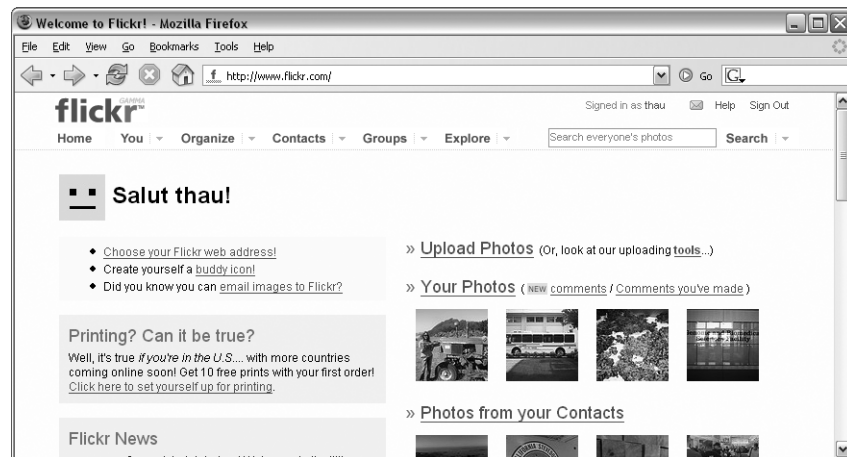 Welcome to Flickr! - Mozilla Firefox
File Edit View Go Bookmarks Tools Help
http://www.flickr.com/ Go G
flickr GAMMA TM
Signed in as thau Help Sign Out
Home You Organize Contacts Groups Explore Search everyone's photos Search
Salut thau!
Choose your Flickr web address!
Create yourself a buddy icon!
Did you know you can email images to Flickr?
Printing? Can it be true?
Well, it's true if you're in the U.S.... with more countries
coming online soon! Get 10 free prints with your first order!
Click here to set yourself up for printing.
Flickr News
» Upload Photos (Or, look at our uploading tools...)
» Your Photos ( NEW comments / Comments you've made )
» Photos from your Contacts